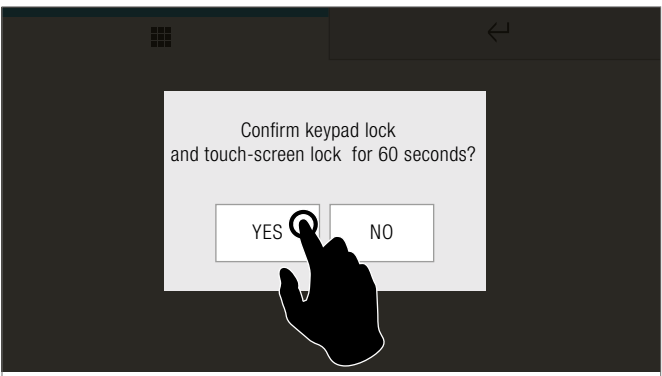 Confirm keypad lock
and touch-screen lock for 60 seconds?
YES
NO